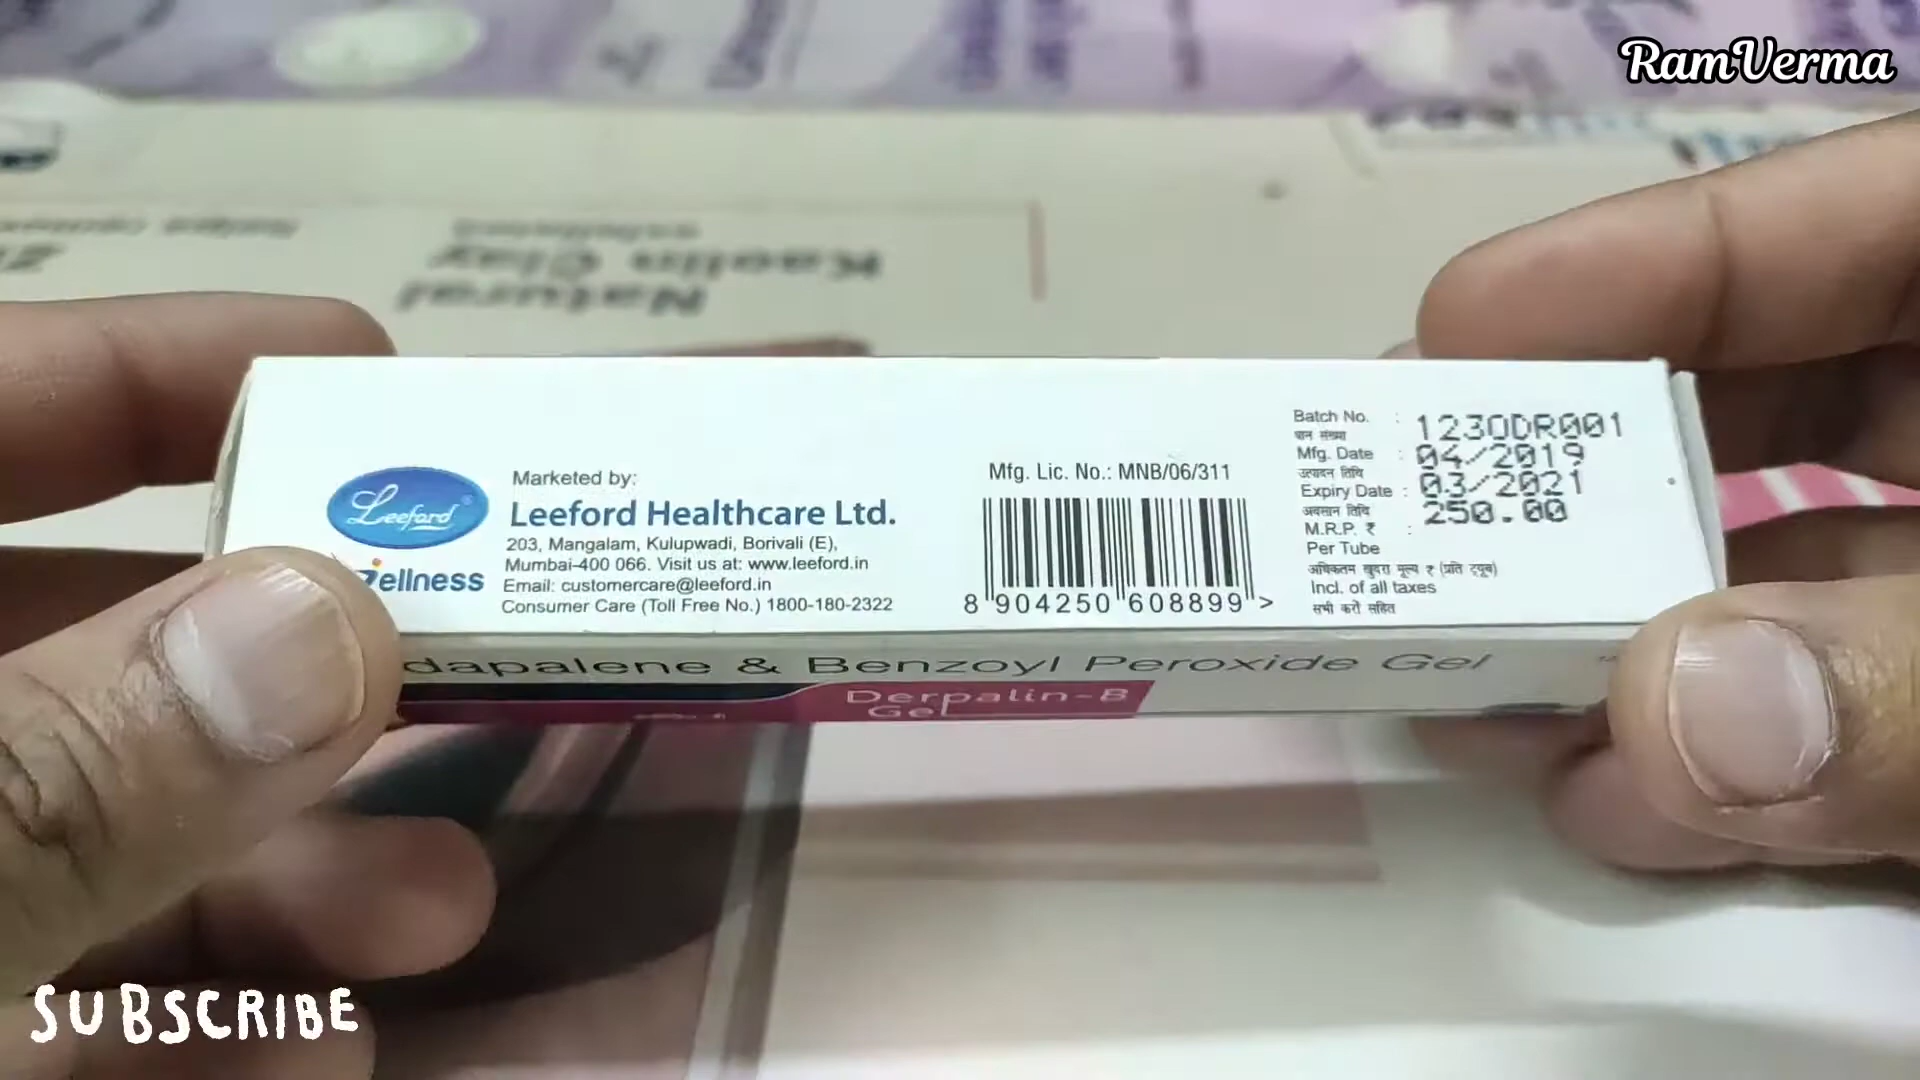 RamVerma
Natural
Kaolin Clay
Leeford
ellness
Marketed by:
Leeford Healthcare Ltd.
203, Mangalam, Kulupwadi, Borivali (E),
Mumbai-400 066. Visit us at: www.leeford.in
Email: customercare@leeford.in
Consumer Care (Toll Free No.) 1800-180-2322
Mfg. Lic. No.: MNB/06/311
8 904250 608899 >
Batch No. : 1230DR001
Mfg. Date : 04/2019
उत्पादन तिथि
Expiry Date : 03/2021
अवसान तिथि
M.R.P. ₹ : 250.00
Per Tube
अधिकतम खुदरा मूल्य ₹ (प्रति ट्यूब)
Incl. of all taxes
सभी करों सहित
dapalene & Benzoyl Peroxide Gel
Derpalin-B
Gel
SUBSCRIBE